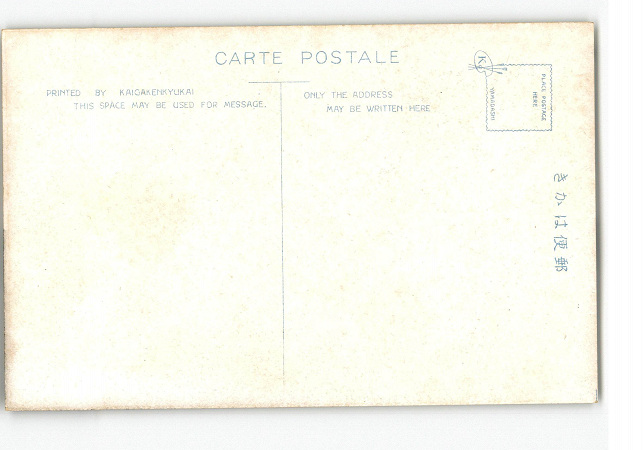 CARTE POSTALE
PRINTED BY KAIGAKENKYUKAI
THIS SPACE MAY BE USED FOR MESSAGE.
ONLY THE ADDRESS
MAY BE WRITTEN HERE
K
PLACE POSTAGE
HERE
YAMADASHI
きかは便郵